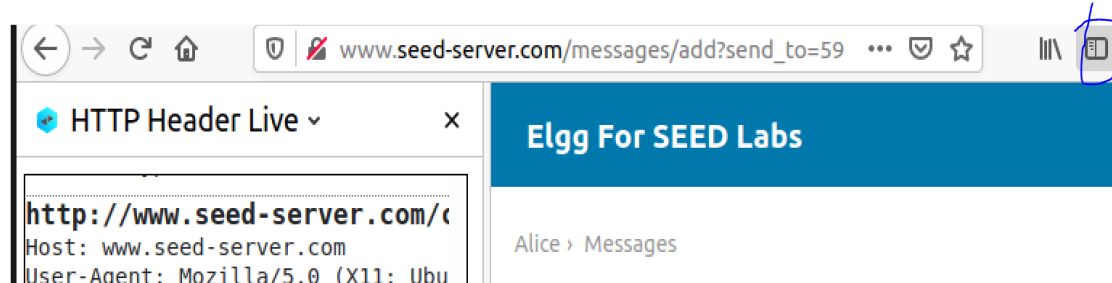 www.seed-server.com/messages/add?send_to=59
HTTP Header Live
Elgg For SEED Labs
http://www.seed-server.com/
Host: www.seed-server.com
User-Agent: Mozilla/5.0 (X11; Ubu
Alice › Messages